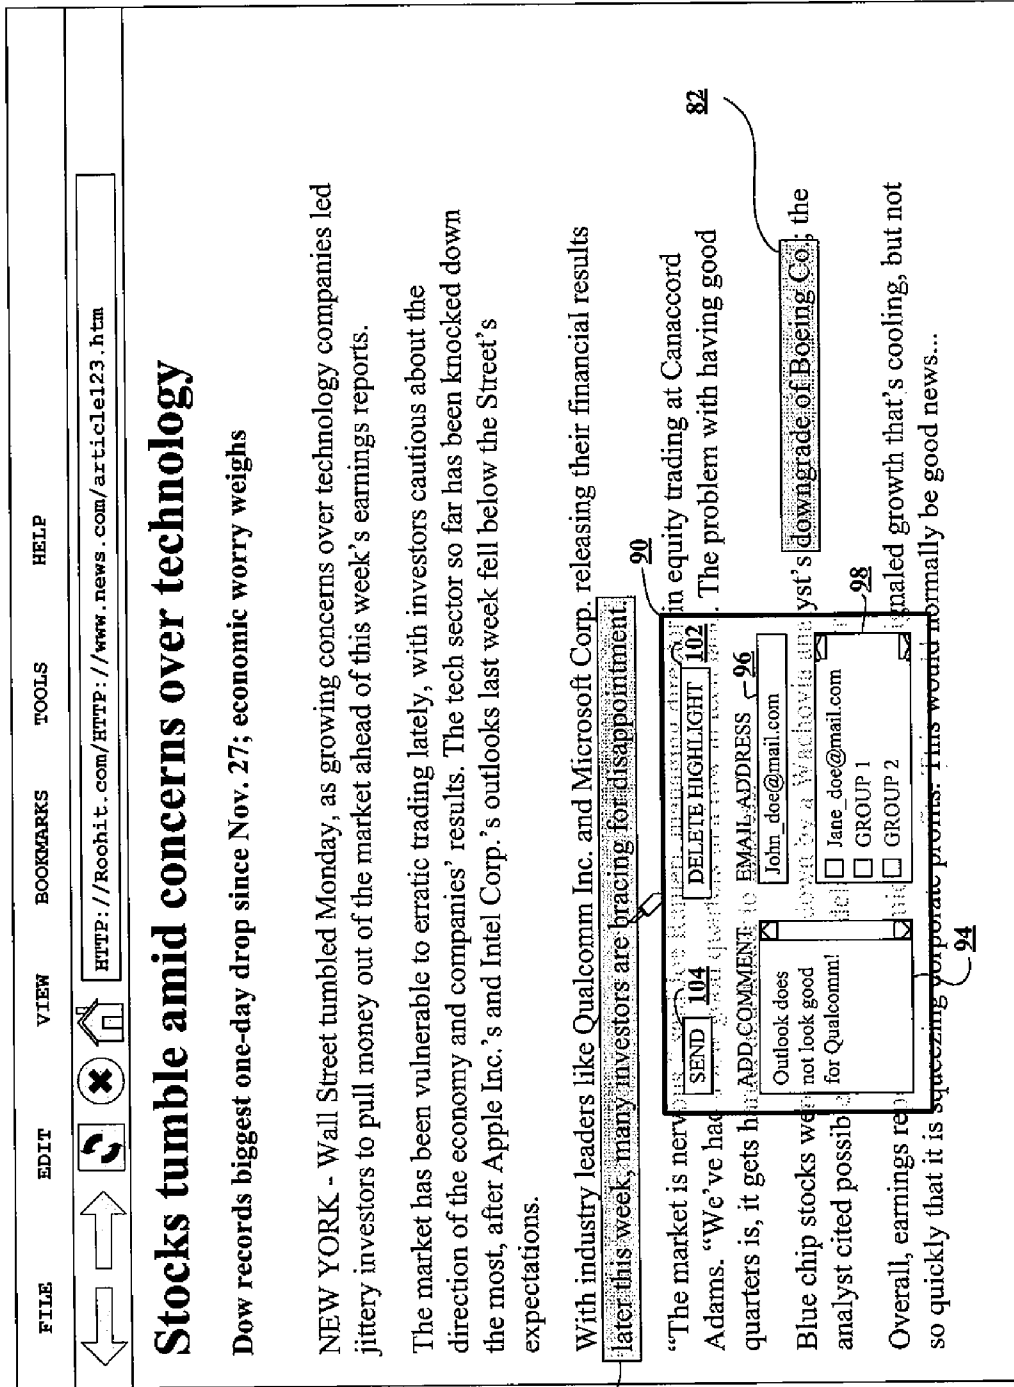 FILE EDIT VIEW BOOKMARKS TOOLS HELP
HTTP://Roohit.com/HTTP://www.news.com/article123.htm
Stocks tumble amid concerns over technology
Dow records biggest one-day drop since Nov. 27; economic worry weighs
NEW YORK - Wall Street tumbled Monday, as growing concerns over technology companies led
jittery investors to pull money out of the market ahead of this week's earnings reports.
The market has been vulnerable to erratic trading lately, with investors cautious about the
direction of the economy and companies' results. The tech sector so far has been knocked down
the most, after Apple Inc.'s and Intel Corp.'s outlooks last week fell below the Street's
expectations.
With industry leaders like Qualcomm Inc. and Microsoft Corp. releasing their financial results
later this week, many investors are bracing for disappointment.
90
82
"The market is in equity trading at Canaccord
Adams. "We've had . The problem with having good
quarters is, it gets
Blue chip stocks down by a Wachovia downgrade of Boeing Co.; the
analyst cited
Overall, earnings growth that's cooling, but not
so quickly that it is squeezing corporate profits. This would normally be good news...
SEND 104 DELETE HIGHLIGHT 102
ADD COMMENT EMAIL ADDRESS 96
Outlook does
not look good
for Qualcomm!
94
John_doe@mail.com
Jane_doe@mail.com
GROUP 1
GROUP 2
98